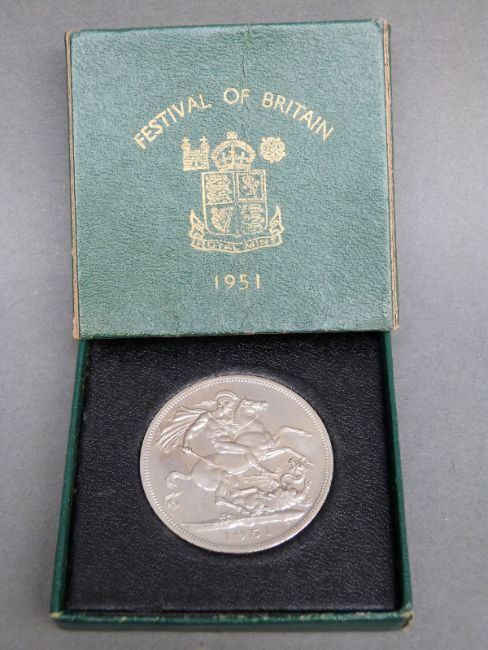 FESTIVAL OF BRITAIN
ROYAL MINT
1951
1951